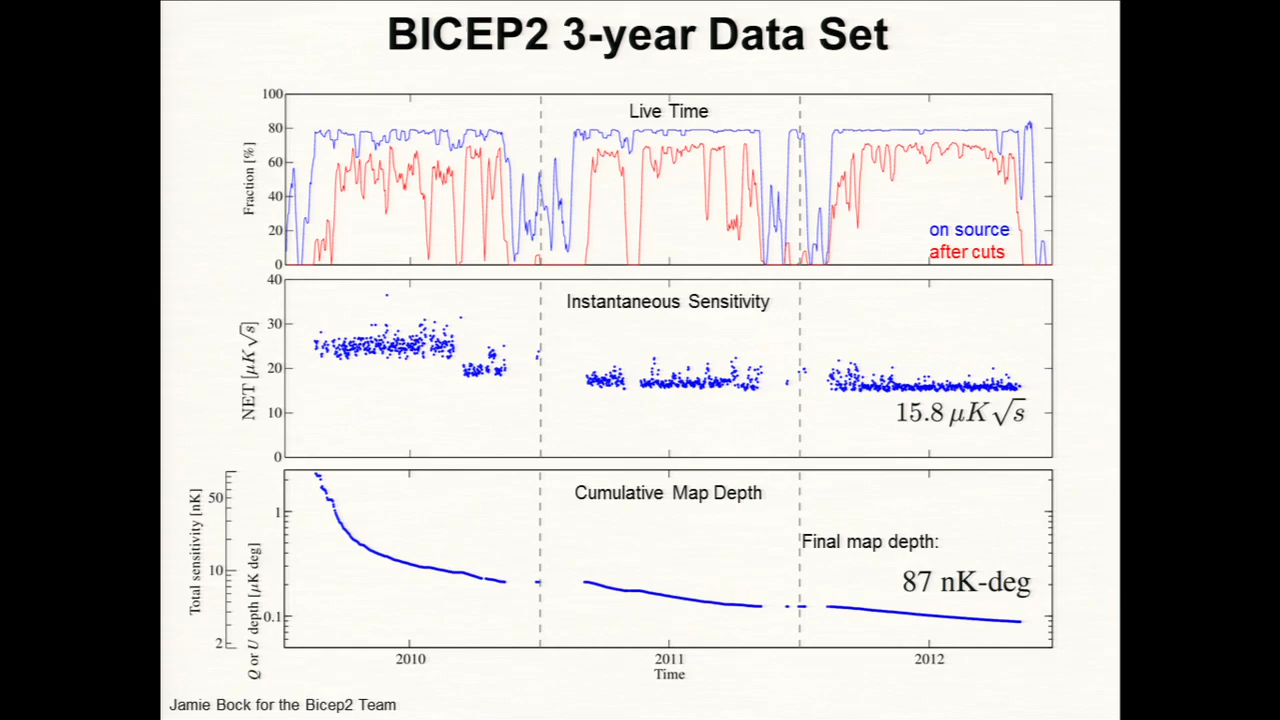 BICEP2 3-year Data Set
Live Time
100
80
60
40
20
0
Fraction [%]
on source
after cuts
Instantaneous Sensitivity
40
30
20
10
0
NET [μK√s]
15.8 μK√s
Cumulative Map Depth
Final map depth:
87 nK-deg
50
10
2
Total sensitivity [nK]
1
0.1
Q or U depth [μK deg]
2010
2011
2012
Time
Jamie Bock for the Bicep2 Team